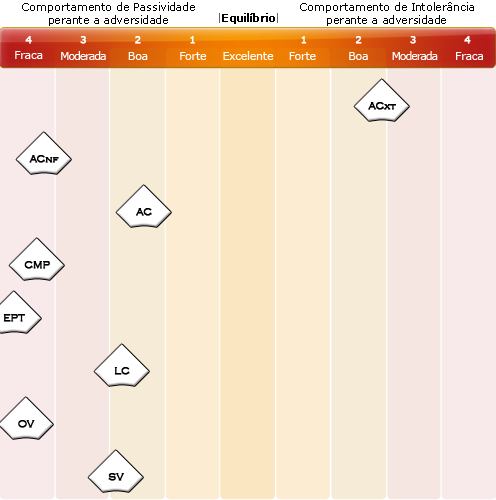 Comportamento de Passividade
perante a adversidade
|Equilíbrio|
Comportamento de Intolerância
perante a adversidade
4 3 2 1 1 2 3 4
Fraca Moderada Boa Forte Excelente Forte Boa Moderada Fraca
ACXT
ACNF
AC
CMP
EPT
LC
OV
SV